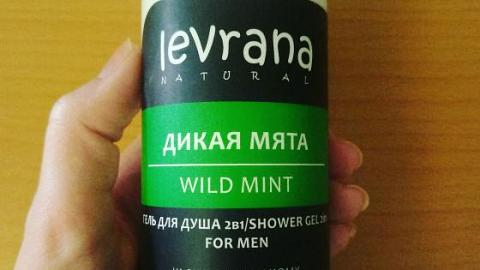 levrana
NATURAL
ДИКАЯ МЯТА
WILD MINT
ГЕЛЬ ДЛЯ ДУША 2в1/SHOWER GEL 2in1
FOR MEN